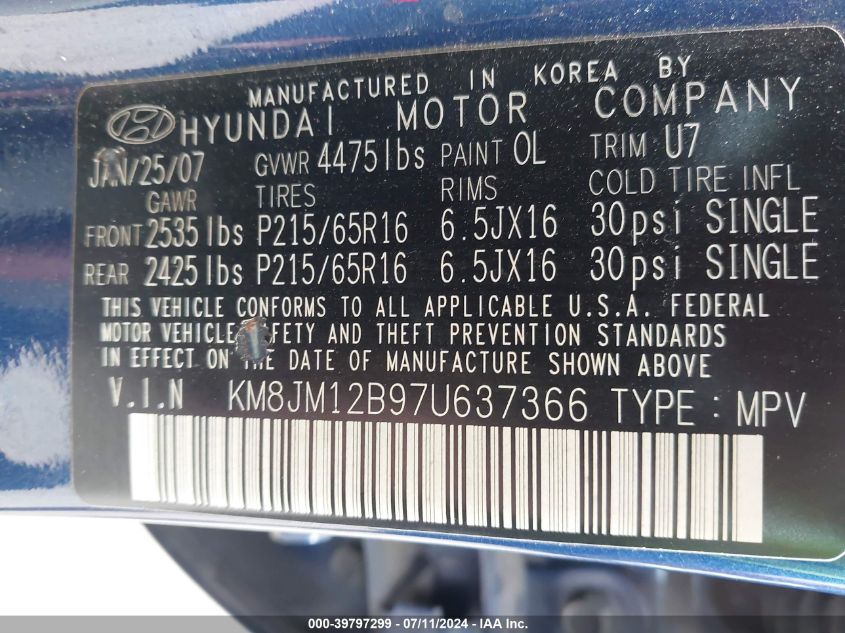 MANUFACTURED IN KOREA BY
HYUNDAI MOTOR COMPANY
JAN/25/07 GVWR 4475lbs PAINT OL TRIM U7
GAWR TIRES RIMS COLD TIRE INFL
FRONT 2535 lbs P215/65R16 6.5JX16 30psi SINGLE
REAR 2425 lbs P215/65R16 6.5JX16 30psi SINGLE
THIS VEHICLE CONFORMS TO ALL APPLICABLE U.S.A. FEDERAL
MOTOR VEHICLE SAFETY AND THEFT PREVENTION STANDARDS
IN EFFECT ON THE DATE OF MANUFACTURE SHOWN ABOVE
V.I.N KM8JM12B97U637366 TYPE : MPV
000-39797299 - 07/11/2024 - © IAA, Inc.